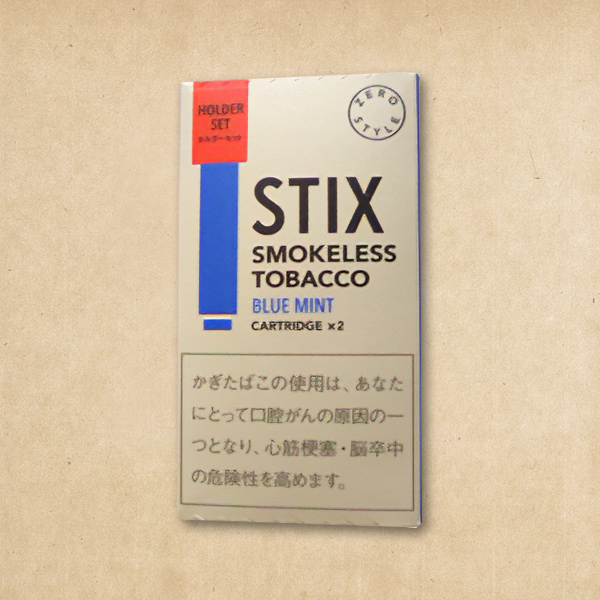 HOLDER
SET
ホルダーセット
ZERO
STYLE
STIX
SMOKELESS
TOBACCO
BLUE MINT
CARTRIDGE ×2
かぎたばこの使用は、あなた
にとって口腔がんの原因の一
つとなり、心筋梗塞・脳卒中
の危険性を高めます。